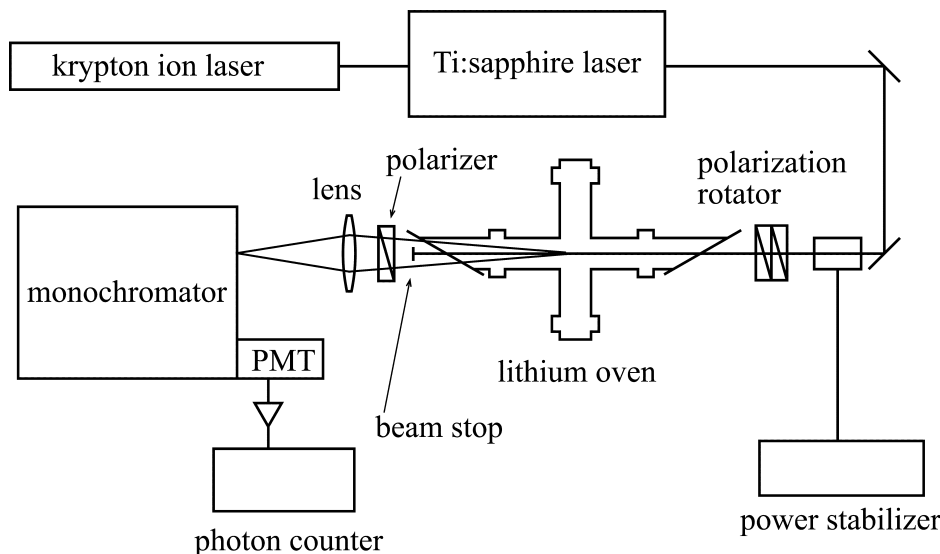 krypton ion laser
Ti:sapphire laser
polarizer
polarization
rotator
lens
monochromator
PMT
lithium oven
beam stop
power stabilizer
photon counter